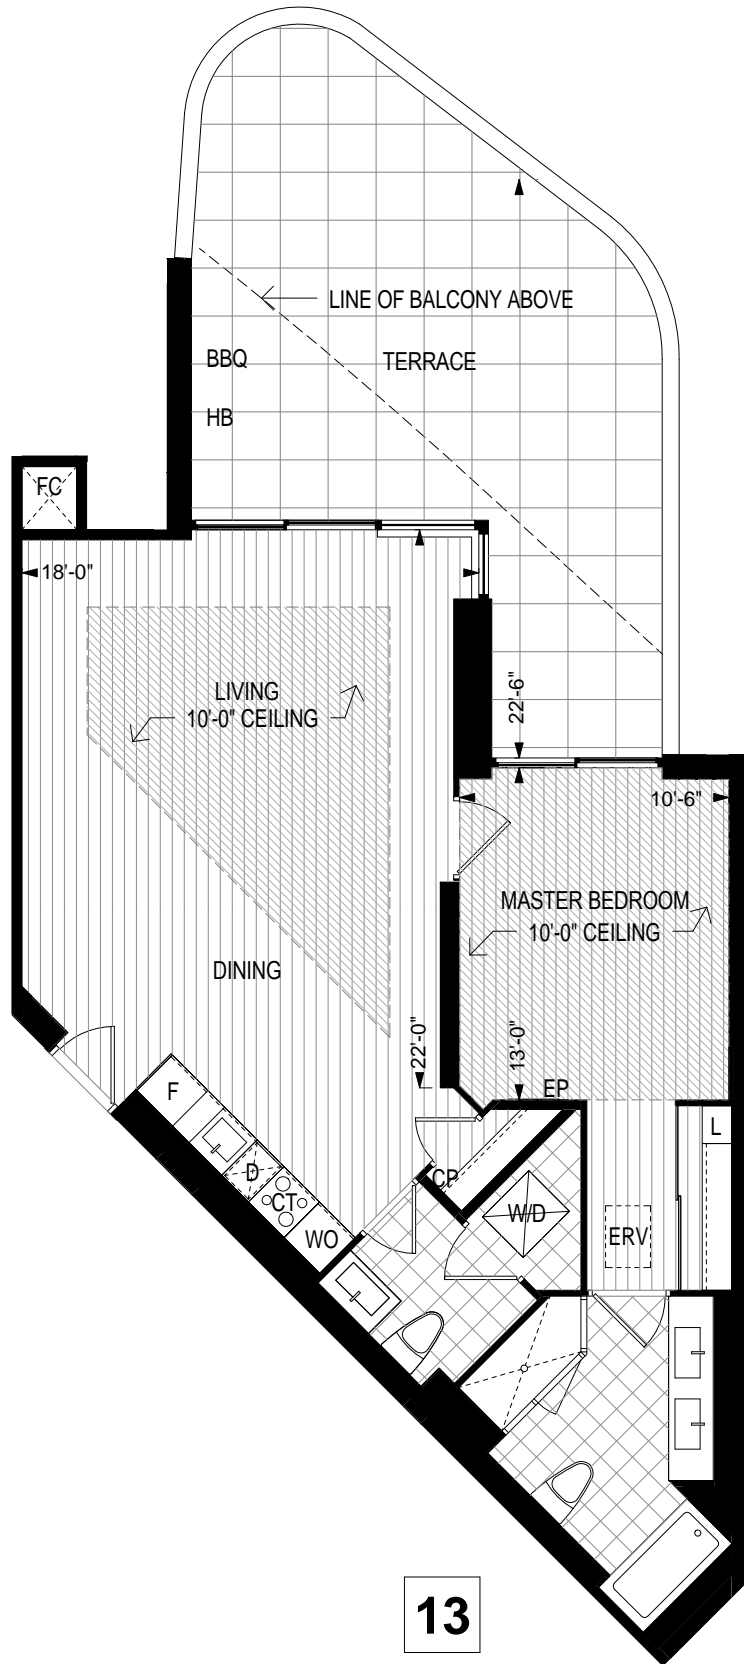 LINE OF BALCONY ABOVE
BBQ
TERRACE
HB
FC
18'-0"
22'-6"
LIVING
10'-0" CEILING
10'-6"
MASTER BEDROOM
10'-0" CEILING
DINING
22'-0"
13'-0"
EP
F
L
D
CP
CT
W/D
WO
ERV
13